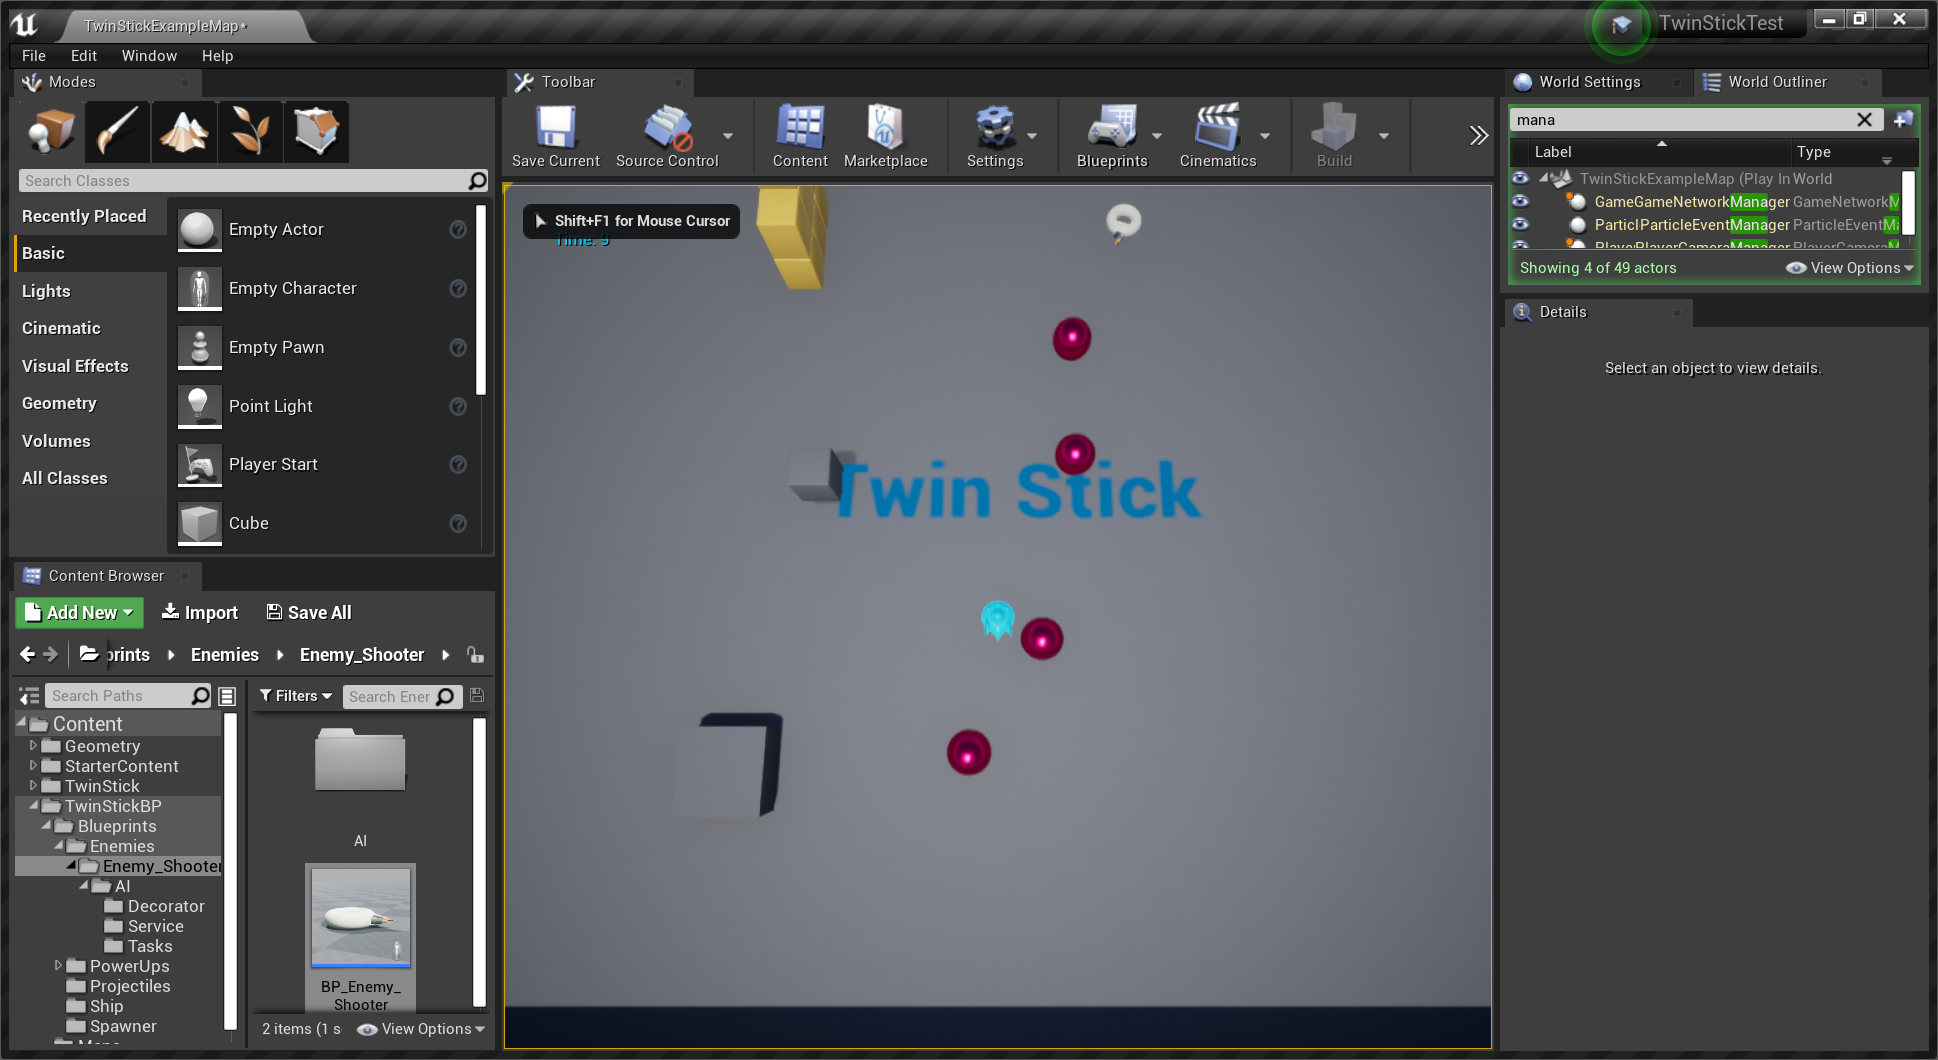 TwinStickExampleMap*
TwinStickTest
File Edit Window Help
Modes
Search Classes
Recently Placed
Basic
Lights
Cinematic
Visual Effects
Geometry
Volumes
All Classes
Empty Actor
Empty Character
Empty Pawn
Point Light
Player Start
Cube
Content Browser
Add New Import Save All
prints Enemies Enemy_Shooter
Search Paths
Content
Geometry
StarterContent
TwinStick
TwinStickBP
Blueprints
Enemies
Enemy_Shooter
AI
Decorator
Service
Tasks
PowerUps
Projectiles
Ship
Spawner
Filters Search Ener
AI
BP_Enemy_
Shooter
2 items (1 s View Options
Toolbar
Save Current Source Control Content Marketplace Settings Blueprints Cinematics Build
Shift+F1 for Mouse Cursor
Time: 9
Twin Stick
World Settings World Outliner
mana
Label Type
TwinStickExampleMap (Play In World
GameGameNetworkManager GameNetworkM
ParticlParticleEventManager ParticleEventMa
PlayerPlayerCameraManager PlayerCameraM
Showing 4 of 49 actors View Options
Details
Select an object to view details.